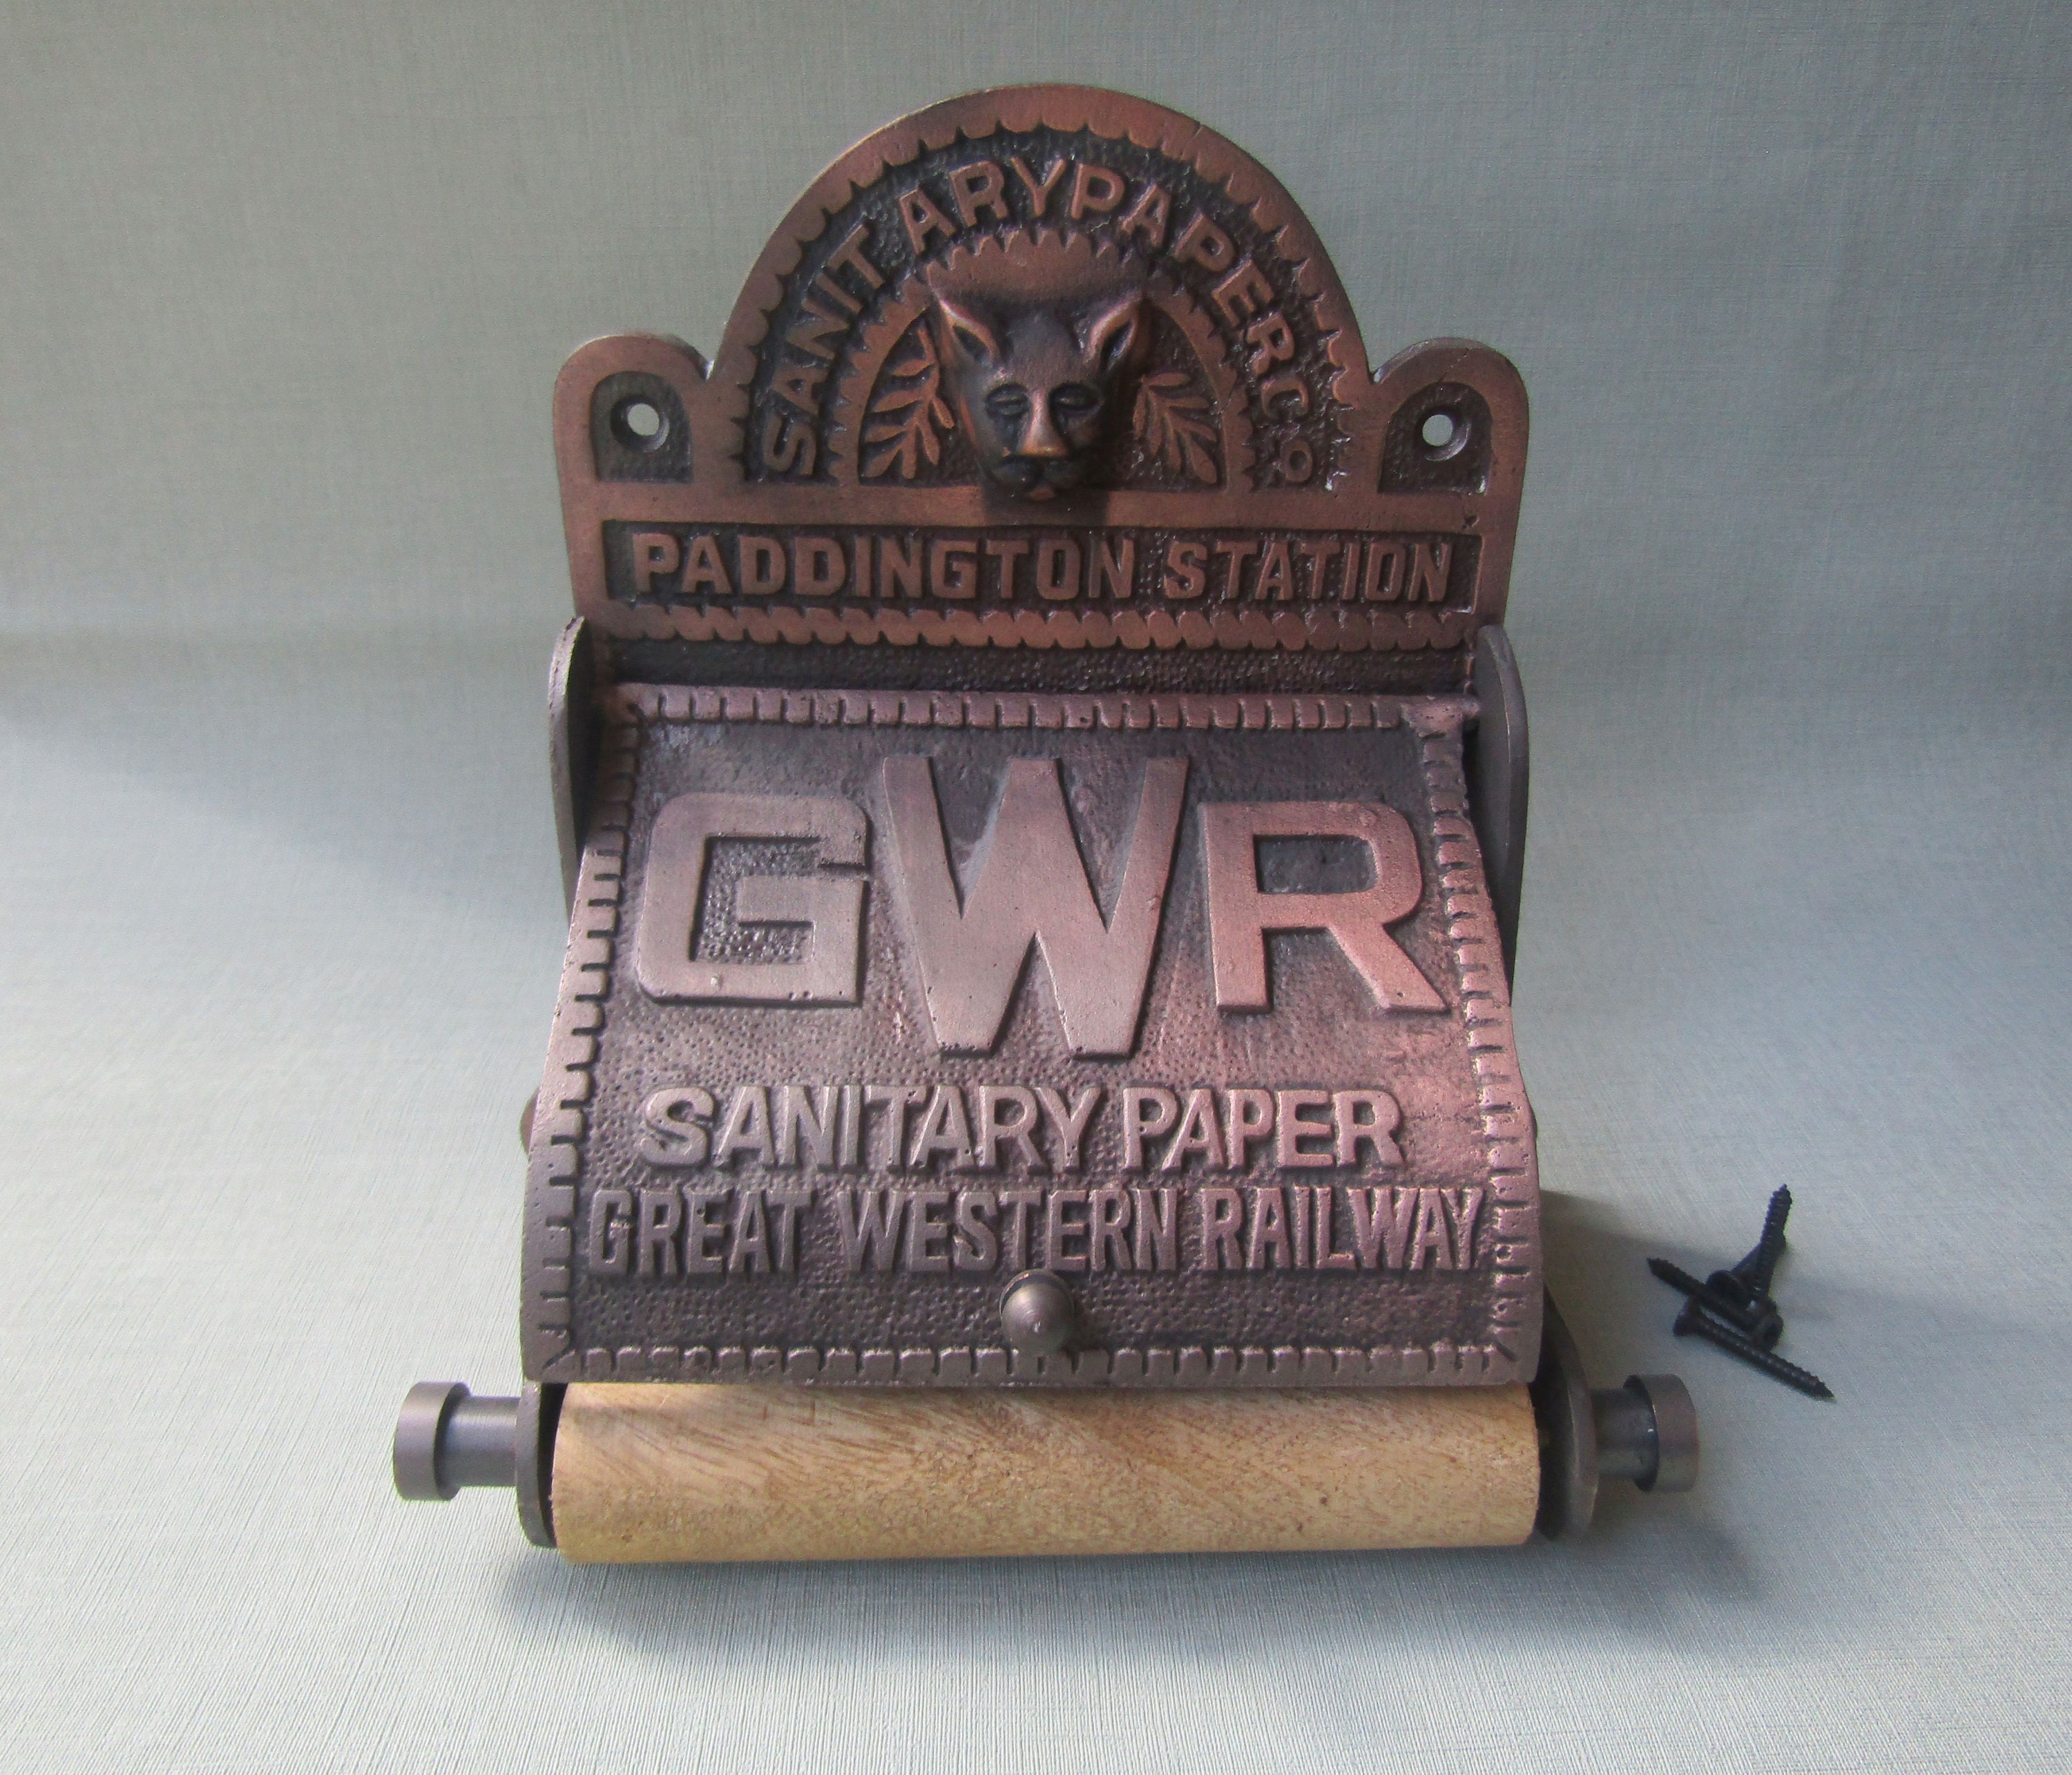 SANITARYPAPERCO
PADDINGTON STATION
GWR
SANITARY PAPER
GREAT WESTERN RAILWAY